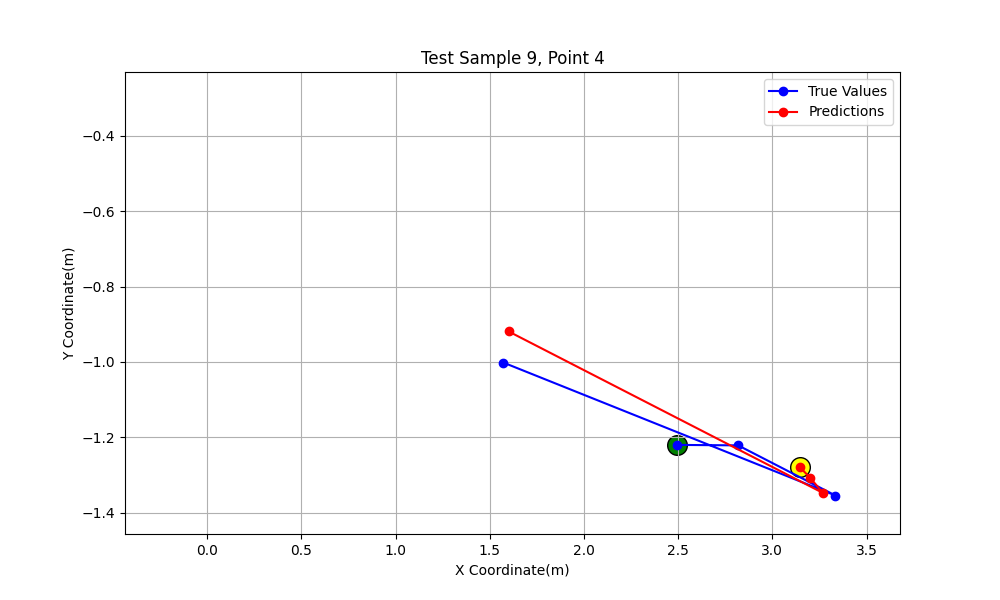 Test Sample 9, Point 4
True Values
Predictions
−0.4
−0.6
−0.8
−1.0
−1.2
−1.4
Y Coordinate(m)
0.0 0.5 1.0 1.5 2.0 2.5 3.0 3.5
X Coordinate(m)